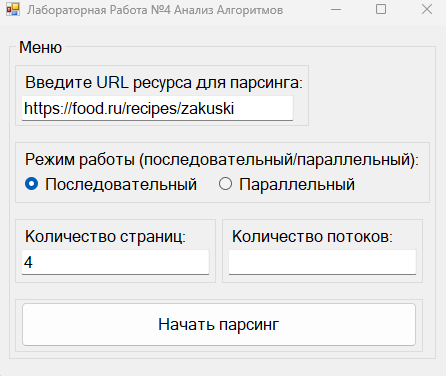 Лабораторная Работа №4 Анализ Алгоритмов
Меню
Введите URL ресурса для парсинга:
https://food.ru/recipes/zakuski
Режим работы (последовательный/параллельный):
Последовательный Параллельный
Количество страниц: Количество потоков:
4
Начать парсинг